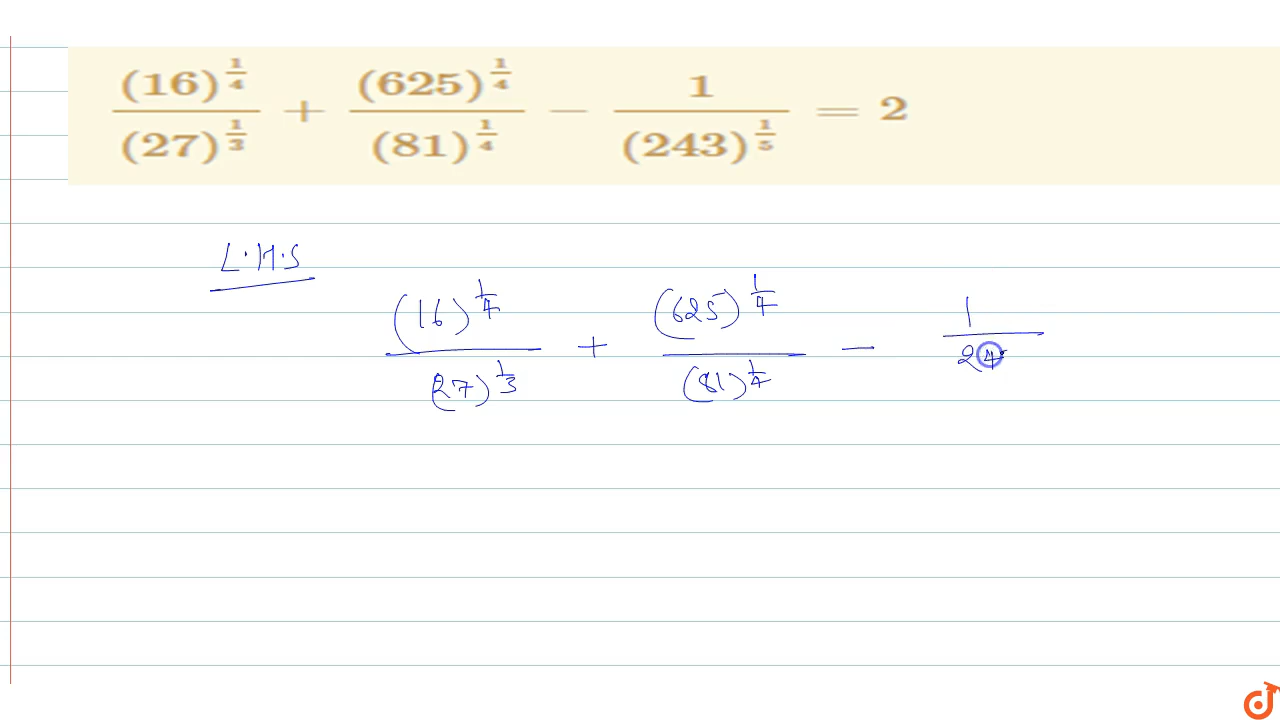 (16)^(1/4) / (27)^(1/3) + (625)^(1/4) / (81)^(1/4) − 1 / (243)^(1/5) = 2
L.H.S
(16)^(1/4) / (27)^(1/3) + (625)^(1/4) / (81)^(1/4) − 1 / 24